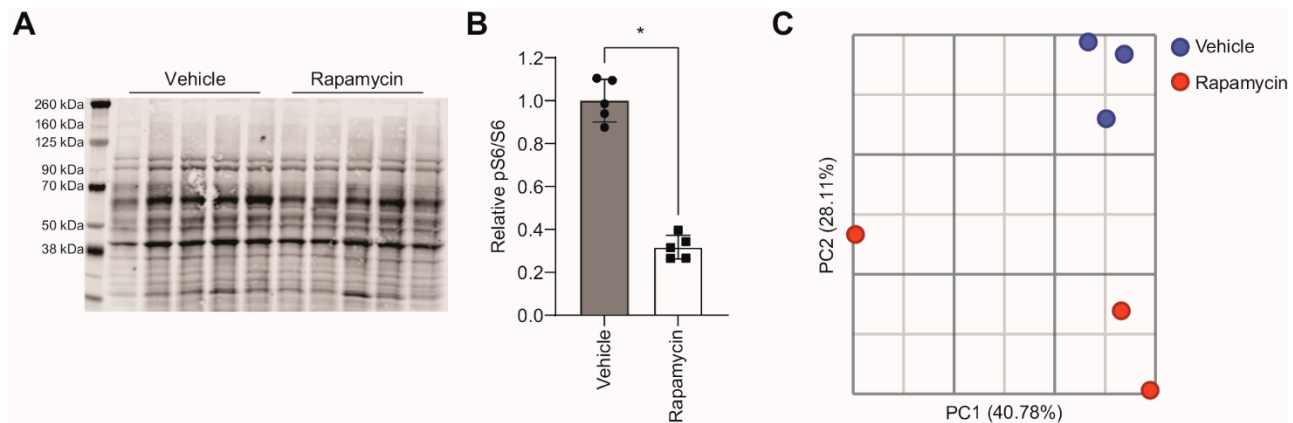 A
Vehicle
Rapamycin
260 kDa
160 kDa
125 kDa
90 kDa
70 kDa
50 kDa
38 kDa
B
*
Relative pS6/S6
1.2
1.0
0.8
0.6
0.4
0.2
0.0
Vehicle
Rapamycin
C
Vehicle
Rapamycin
PC2 (28.11%)
PC1 (40.78%)